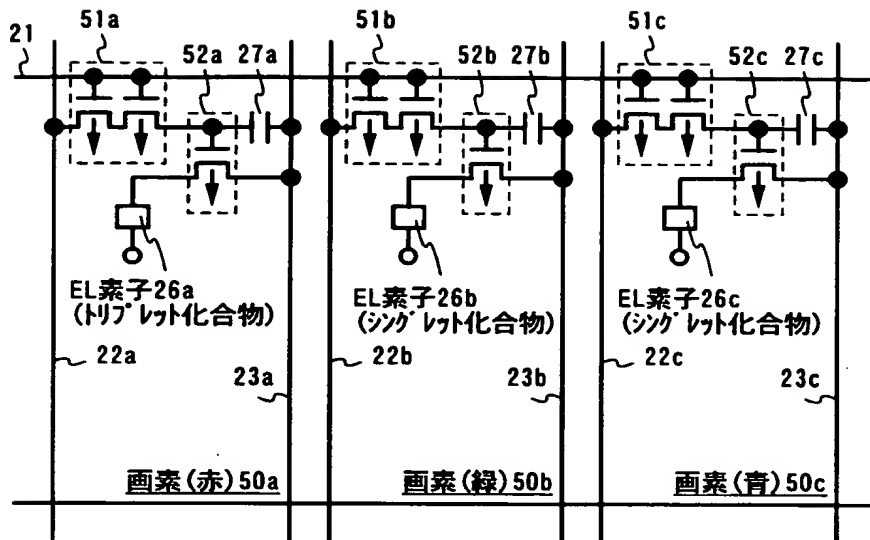 21
51a
52a
27a
51b
52b
27b
51c
52c
27c
EL素子26a
(トリプレット化合物)
EL素子26b
(シングレット化合物)
EL素子26c
(シングレット化合物)
22a
23a
22b
23b
22c
23c
画素(赤)50a
画素(緑)50b
画素(青)50c